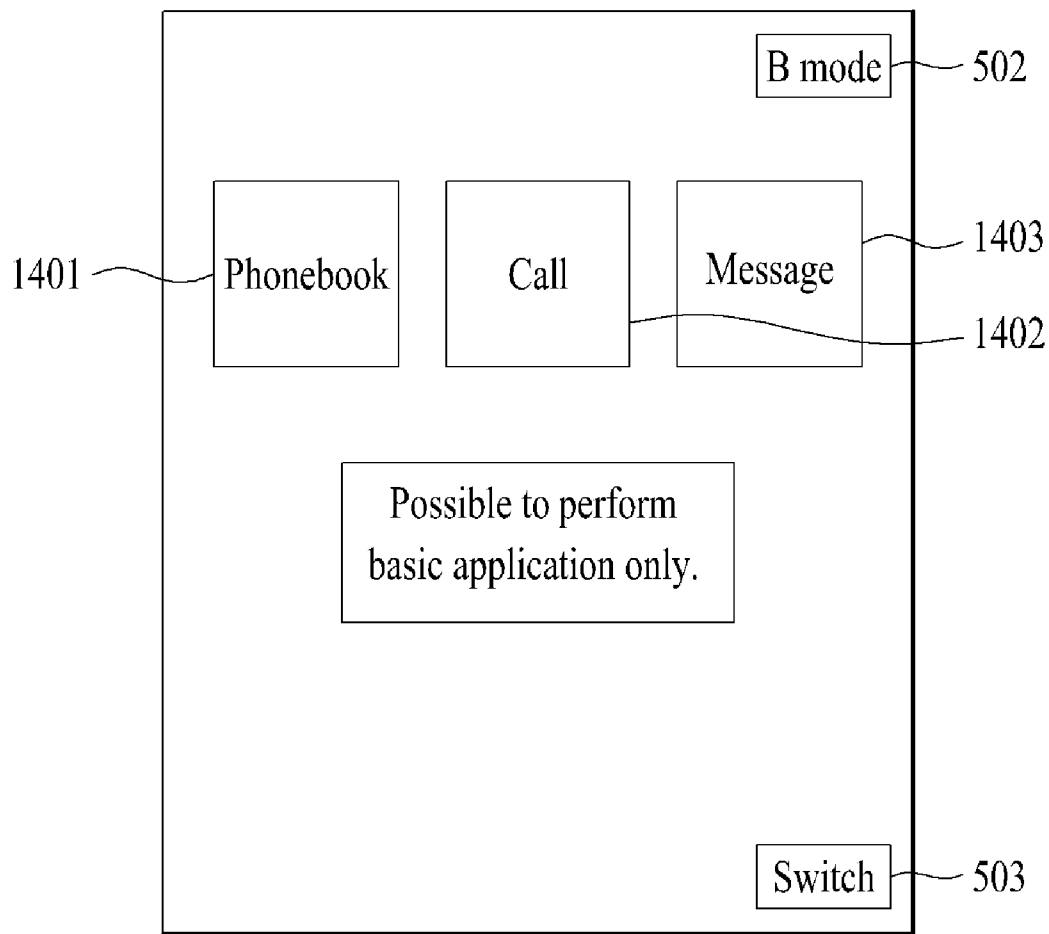 B mode
502
1401
Phonebook
Call
Message
1403
1402
Possible to perform
basic application only.
Switch
503